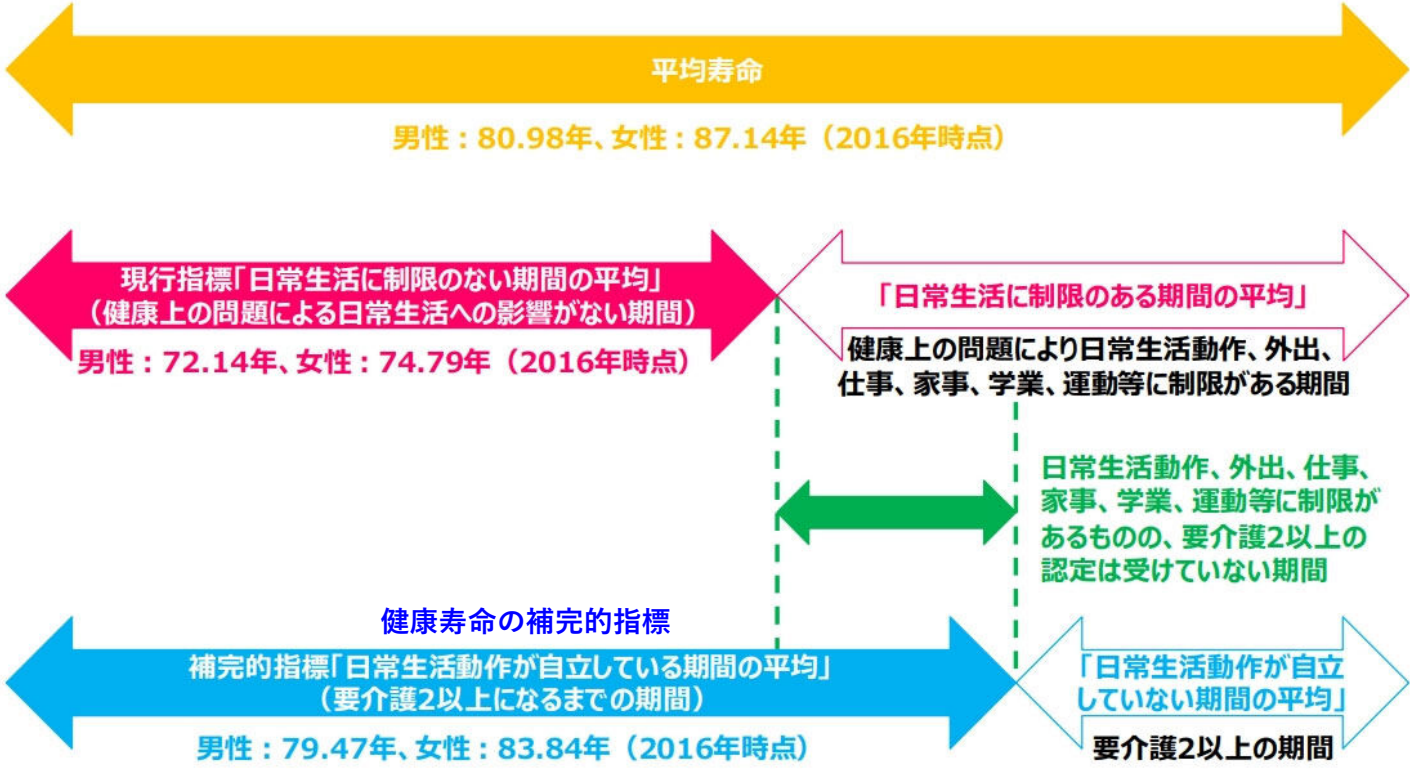 平均寿命
男性:80.98年、女性:87.14年(2016年時点)
現行指標「日常生活に制限のない期間の平均」
(健康上の問題による日常生活への影響がない期間)
男性:72.14年、女性:74.79年(2016年時点)
「日常生活に制限のある期間の平均」
健康上の問題により日常生活動作、外出、
仕事、家事、学業、運動等に制限がある期間
日常生活動作、外出、仕事、
家事、学業、運動等に制限が
あるものの、要介護2以上の
認定は受けていない期間
健康寿命の補完的指標
補完的指標「日常生活動作が自立している期間の平均」
(要介護2以上になるまでの期間)
男性:79.47年、女性:83.84年(2016年時点)
「日常生活動作が自立
していない期間の平均」
要介護2以上の期間